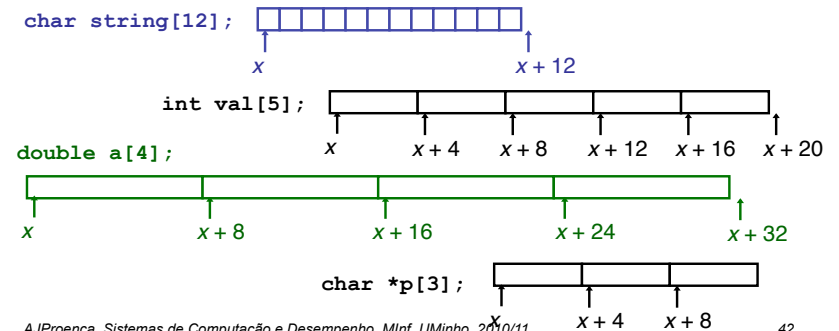 char string[12];
x x + 12
int val[5];
x x + 4 x + 8 x + 12 x + 16 x + 20
double a[4];
x x + 8 x + 16 x + 24 x + 32
char *p[3];
x x + 4 x + 8
AJProença, Sistemas de Computação e Desempenho, MInf, UMinho, 2010/11 42